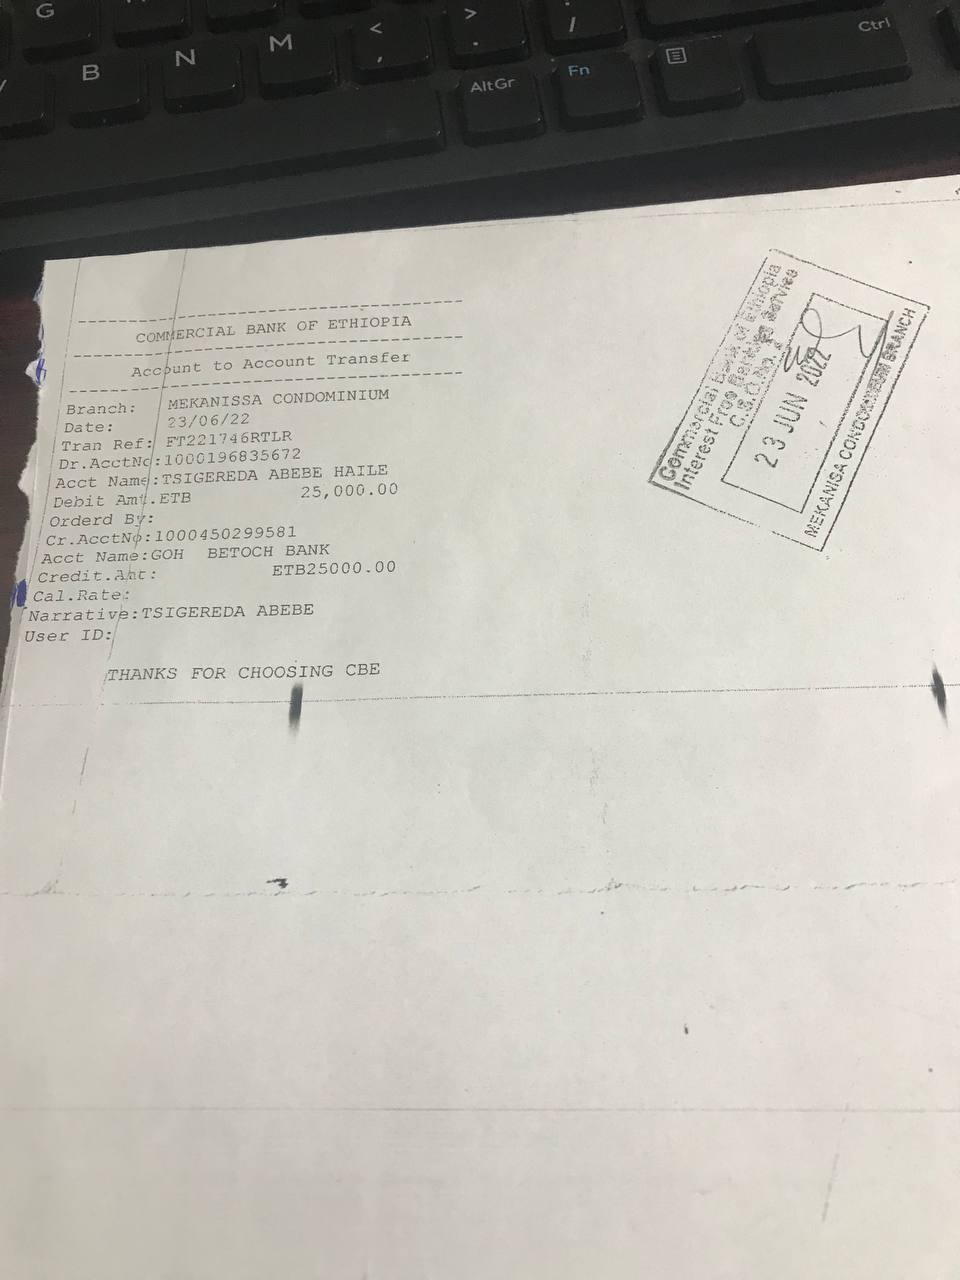 G
B N M < , > . / Ctrl
AltGr Fn
COMMERCIAL BANK OF ETHIOPIA
Account to Account Transfer
Branch: MEKANISSA CONDOMINIUM
Date: 23/06/22
Tran Ref: FT221746RTLR
Dr.AcctNo:1000196835672
Acct Name:TSIGEREDA ABEBE HAILE
Debit Amt.ETB 25,000.00
Orderd By:
Cr.AcctNo:1000450299581
Acct Name:GOH BETOCH BANK
Credit.Amt: ETB25000.00
Cal.Rate:
Narrative:TSIGEREDA ABEBE
User ID:
THANKS FOR CHOOSING CBE
Commercial Bank of Ethiopia
Interest Free Banking Service
C.S.O.No.
23 JUN 2022
MEKANISA CONDOMINIUM BRANCH